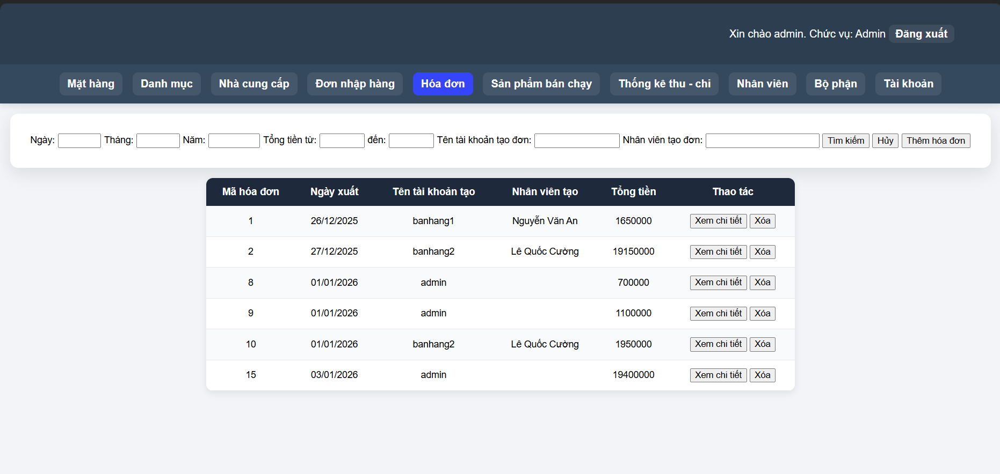 Xin chào admin. Chức vụ: Admin Đăng xuất
Mặt hàng Danh mục Nhà cung cấp Đơn nhập hàng Hóa đơn Sản phẩm bán chạy Thống kê thu - chi Nhân viên Bộ phận Tài khoản
Ngày: Tháng: Năm: Tổng tiền từ: đến: Tên tài khoản tạo đơn: Nhân viên tạo đơn: Tìm kiếm Hủy Thêm hóa đơn
Mã hóa đơn Ngày xuất Tên tài khoản tạo Nhân viên tạo Tổng tiền Thao tác
1 26/12/2025 banhang1 Nguyễn Văn An 1650000 Xem chi tiết Xóa
2 27/12/2025 banhang2 Lê Quốc Cường 19150000 Xem chi tiết Xóa
8 01/01/2026 admin 700000 Xem chi tiết Xóa
9 01/01/2026 admin 1100000 Xem chi tiết Xóa
10 01/01/2026 banhang2 Lê Quốc Cường 1950000 Xem chi tiết Xóa
15 03/01/2026 admin 19400000 Xem chi tiết Xóa